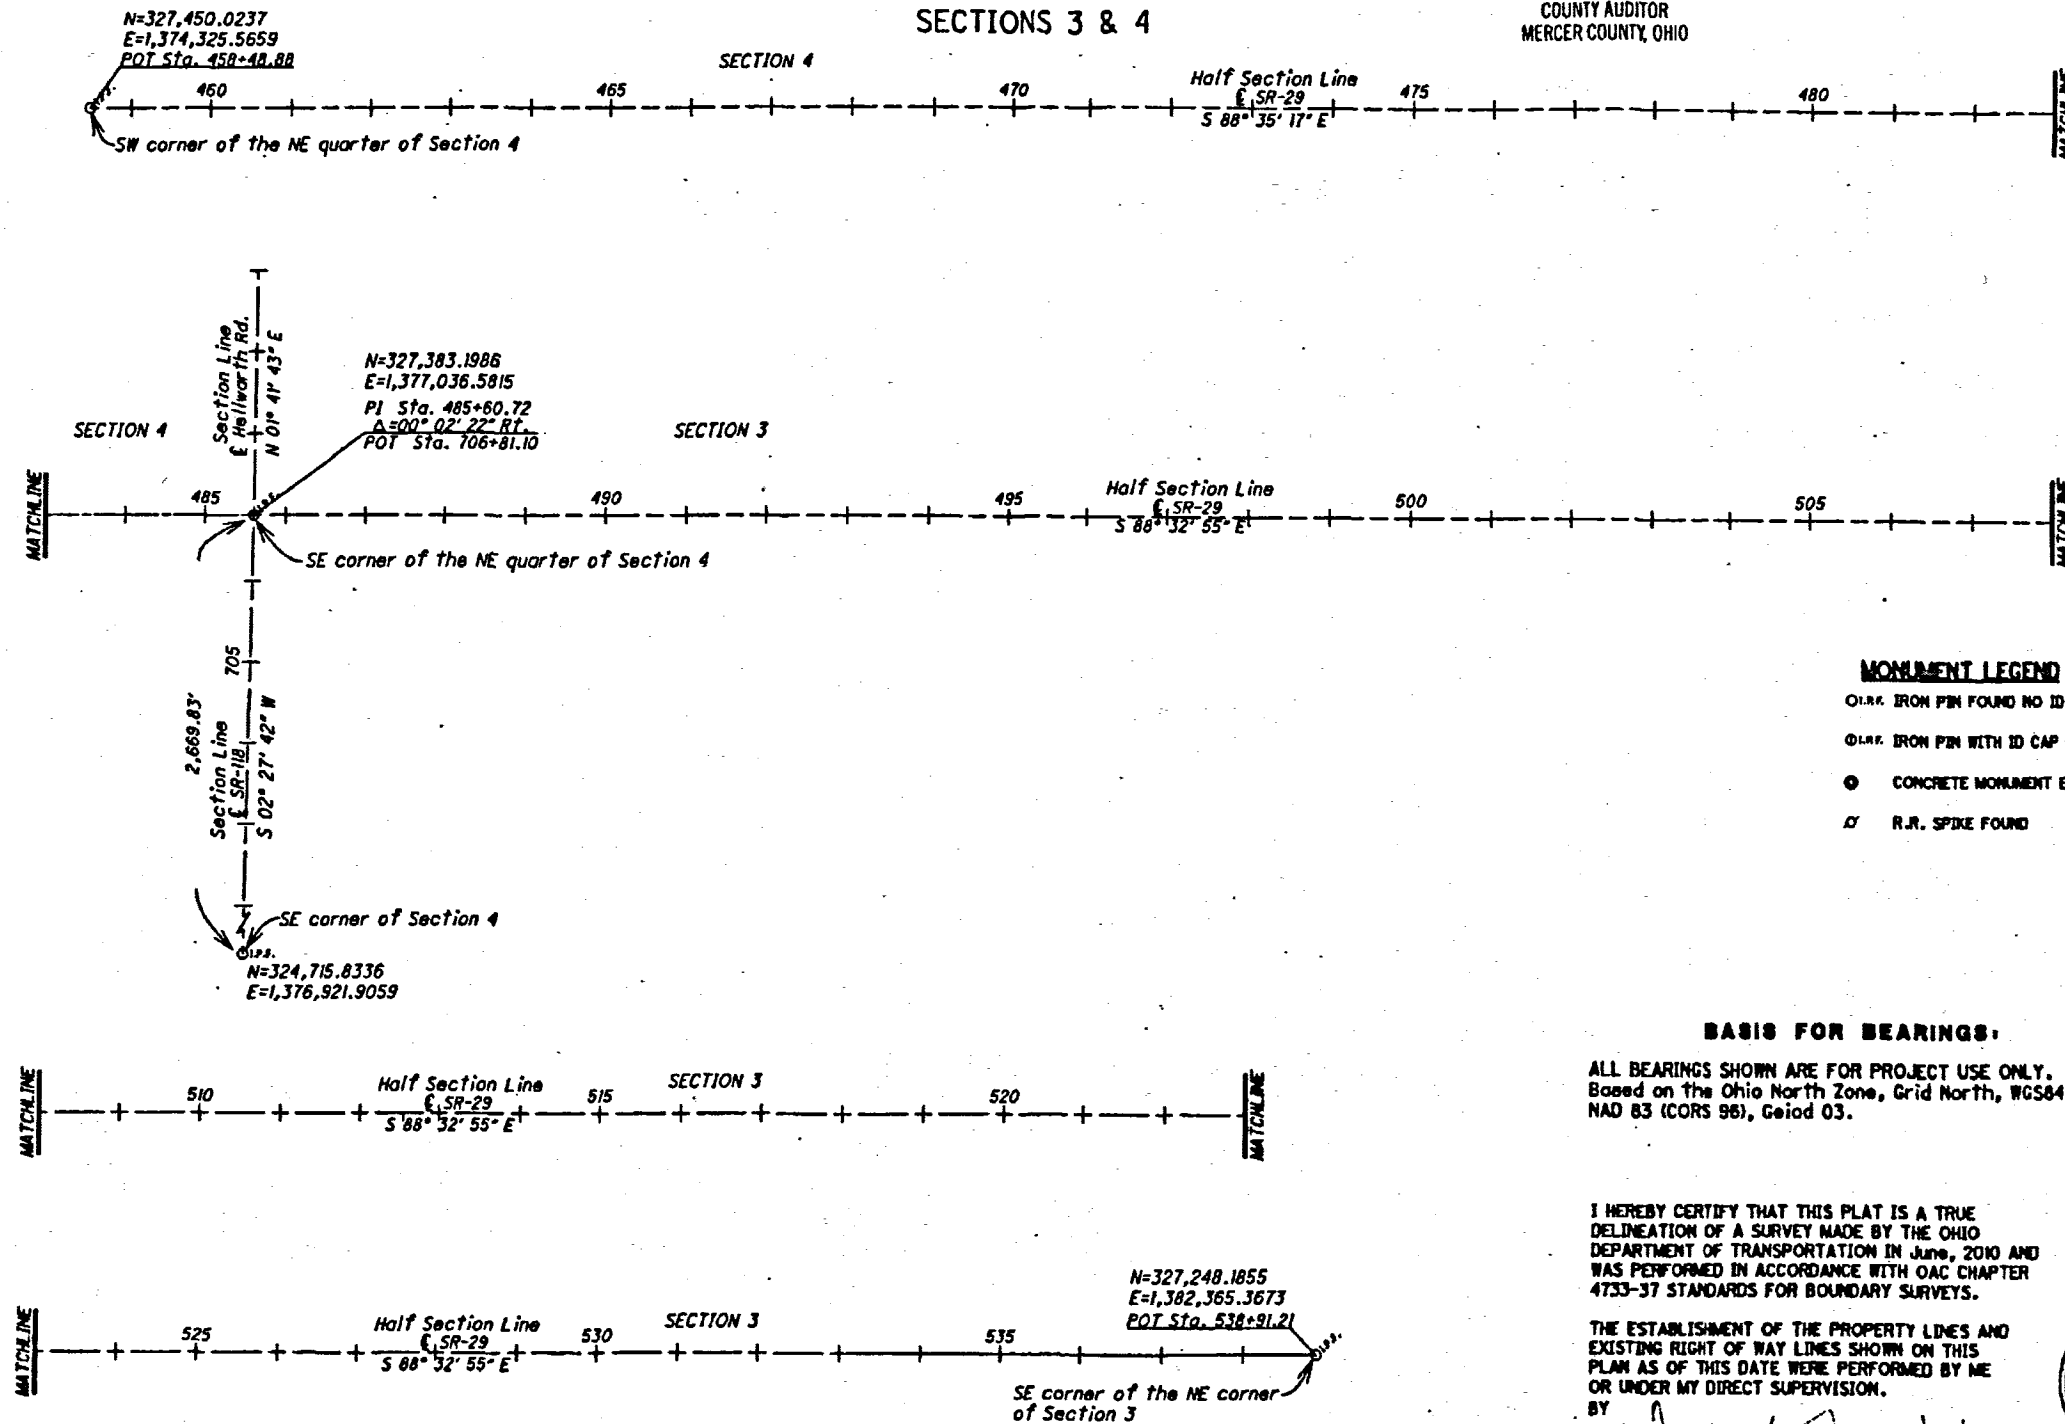 SECTIONS 3 & 4
COUNTY AUDITOR
MERCER COUNTY, OHIO
N=327,450.0237
E=1,374,325.5659
POT Sta. 458+48.88
SECTION 4
460
465
470
Half Section Line
℄ SR-29
S 88° 35' 17" E
475
480
MATCHLINE
SW corner of the NE quarter of Section 4
Section Line
℄ Hellworth Rd.
N 01° 41' 43" E
N=327,383.1986
E=1,377,036.5815
PI Sta. 485+60.72
Δ=00° 02' 22" Rt.
POT Sta. 706+81.10
SECTION 4
SECTION 3
MATCHLINE
485
I.P.S.
490
495
Half Section Line
℄ SR-29
S 88° 32' 55" E
500
505
MATCHLINE
SE corner of the NE quarter of Section 4
705
2,669.83'
Section Line
℄ SR-118
S 02° 27' 42" W
SE corner of Section 4
I.P.S.
N=324,715.8336
E=1,376,921.9059
MONUMENT LEGEND
I.R.F. IRON PIN FOUND NO ID
IRON PIN WITH ID CAP
CONCRETE MONUMENT
R.R. SPIKE FOUND
BASIS FOR BEARINGS:
ALL BEARINGS SHOWN ARE FOR PROJECT USE ONLY.
Based on the Ohio North Zone, Grid North, WGS84
NAD 83 (CORS 96), Geiod 03.
MATCHLINE
510
Half Section Line
℄ SR-29
S 88° 32' 55" E
515
SECTION 3
520
MATCHLINE
I HEREBY CERTIFY THAT THIS PLAT IS A TRUE
DELINEATION OF A SURVEY MADE BY THE OHIO
DEPARTMENT OF TRANSPORTATION IN June, 2010 AND
WAS PERFORMED IN ACCORDANCE WITH OAC CHAPTER
4733-37 STANDARDS FOR BOUNDARY SURVEYS.
THE ESTABLISHMENT OF THE PROPERTY LINES AND
EXISTING RIGHT OF WAY LINES SHOWN ON THIS
PLAN AS OF THIS DATE WERE PERFORMED BY ME
OR UNDER MY DIRECT SUPERVISION.
BY
MATCHLINE
525
Half Section Line
℄ SR-29
S 88° 32' 55" E
530
SECTION 3
535
N=327,248.1855
E=1,382,365.3673
POT Sta. 538+91.21
I.P.S.
SE corner of the NE corner
of Section 3